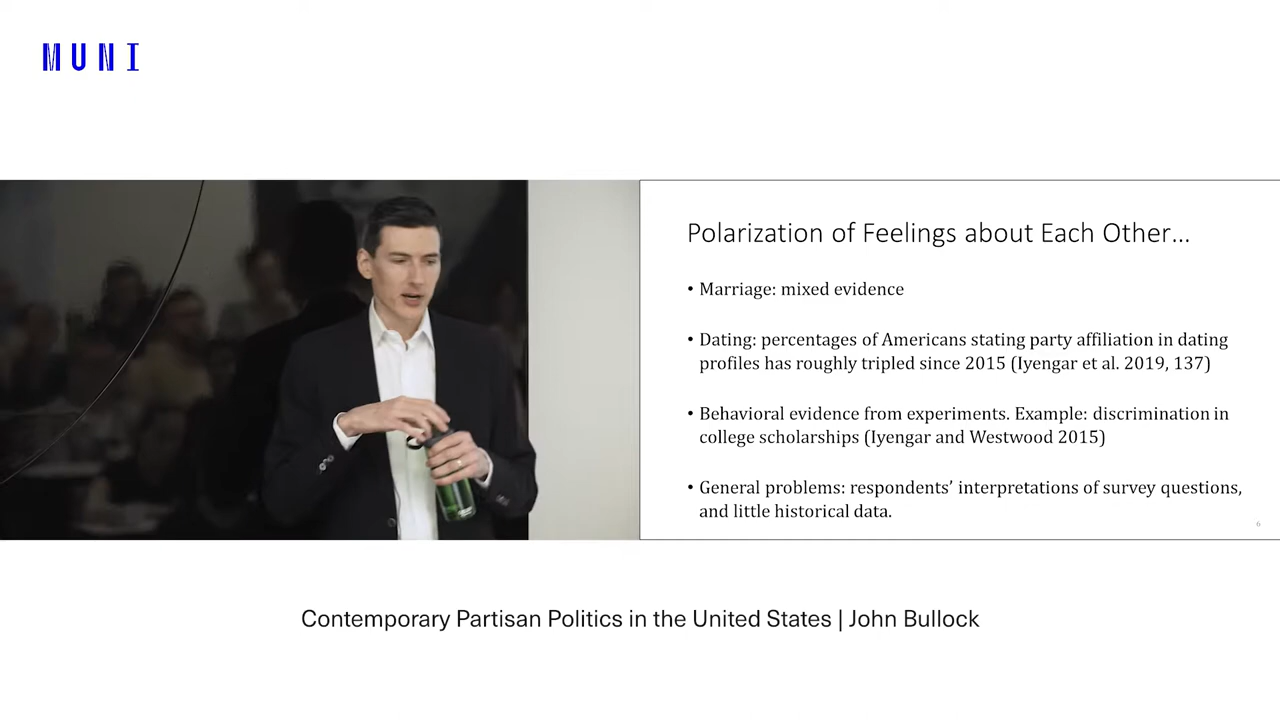 MUNI
Polarization of Feelings about Each Other...
• Marriage: mixed evidence
• Dating: percentages of Americans stating party affiliation in dating
profiles has roughly tripled since 2015 (Iyengar et al. 2019, 137)
• Behavioral evidence from experiments. Example: discrimination in
college scholarships (Iyengar and Westwood 2015)
• General problems: respondents’ interpretations of survey questions,
and little historical data.
6
Contemporary Partisan Politics in the United States | John Bullock